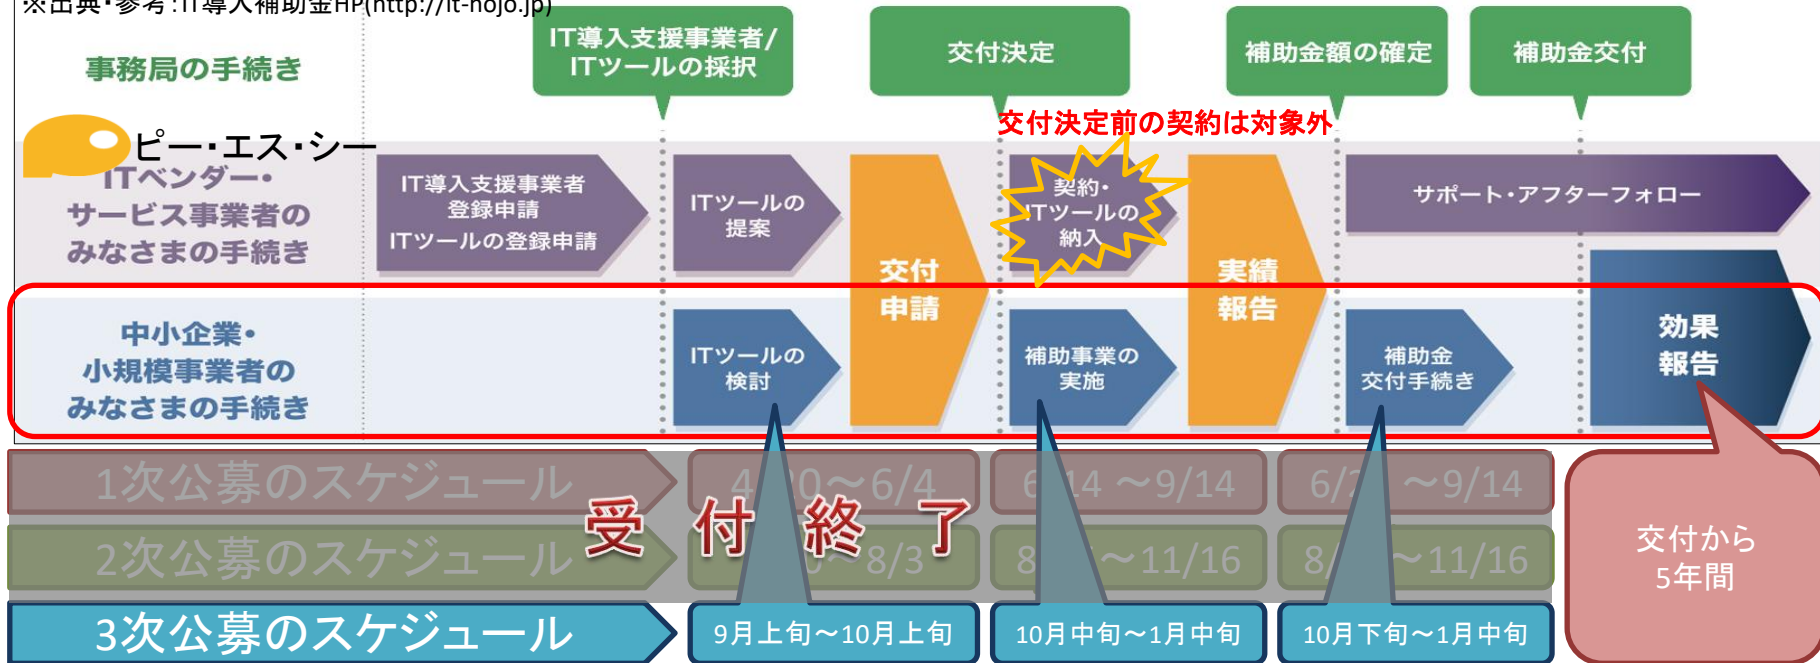 ※出典・参考:IT導入補助金HP(http://it-hojo.jp)
事務局の手続き
IT導入支援事業者/
ITツールの採択
交付決定
補助金額の確定
補助金交付
交付決定前の契約は対象外
ピー・エス・シー
ITベンダー・
サービス事業者の
みなさまの手続き
IT導入支援事業者
登録申請
ITツールの登録申請
ITツールの
提案
交付
申請
契約・
ITツールの
納入
実績
報告
サポート・アフターフォロー
中小企業・
小規模事業者の
みなさまの手続き
ITツールの
検討
補助事業の
実施
補助金
交付手続き
効果
報告
1次公募のスケジュール
～6/4
～9/14
～9/14
受付終了
2次公募のスケジュール
～8/3
～11/16
～11/16
3次公募のスケジュール
9月上旬～10月上旬
10月中旬～1月中旬
10月下旬～1月中旬
交付から
5年間